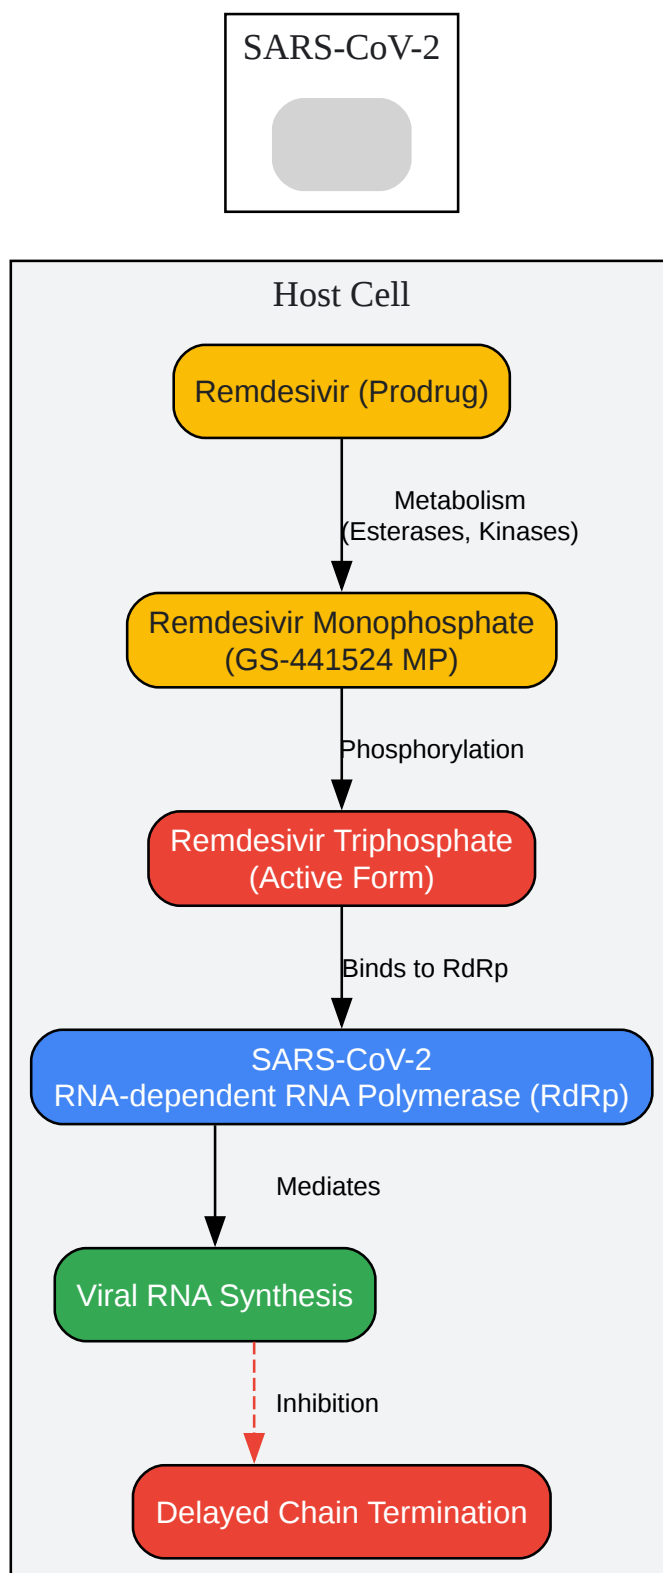 SARS-CoV-2
Host Cell
Remdesivir (Prodrug)
Metabolism
(Esterases, Kinases)
Remdesivir Monophosphate
(GS-441524 MP)
Phosphorylation
Remdesivir Triphosphate
(Active Form)
Binds to RdRp
SARS-CoV-2
RNA-dependent RNA Polymerase (RdRp)
Mediates
Viral RNA Synthesis
Inhibition
Delayed Chain Termination